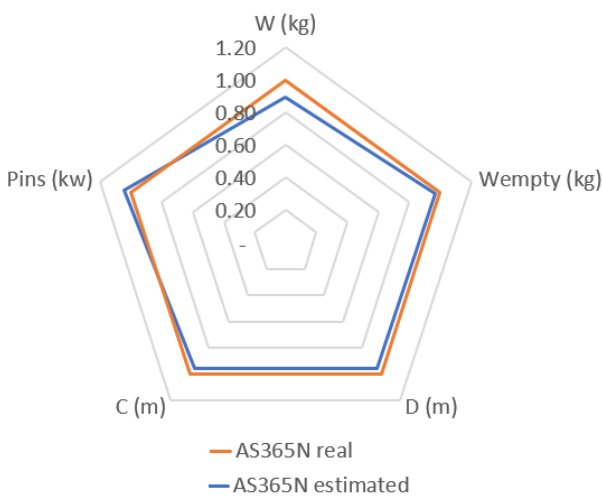 W (kg)
1.20
1.00
0.80
0.60
0.40
0.20
-
Pins (kw)
Wempty (kg)
C (m)
D (m)
AS365N real
AS365N estimated